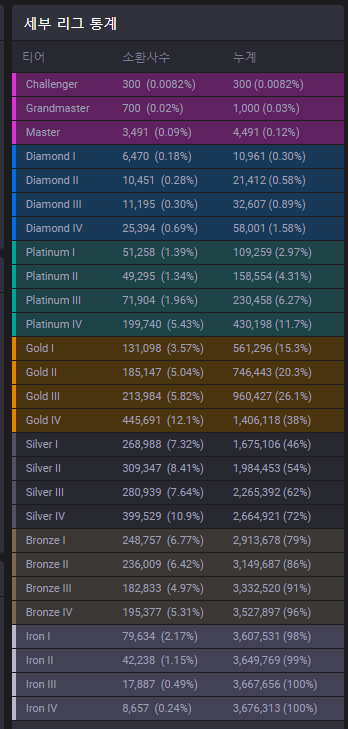 세부 리그 통계
티어 소환사수 누계
Challenger 300 (0.0082%) 300 (0.0082%)
Grandmaster 700 (0.02%) 1,000 (0.03%)
Master 3,491 (0.09%) 4,491 (0.12%)
Diamond I 6,470 (0.18%) 10,961 (0.30%)
Diamond II 10,451 (0.28%) 21,412 (0.58%)
Diamond III 11,195 (0.30%) 32,607 (0.89%)
Diamond IV 25,394 (0.69%) 58,001 (1.58%)
Platinum I 51,258 (1.39%) 109,259 (2.97%)
Platinum II 49,295 (1.34%) 158,554 (4.31%)
Platinum III 71,904 (1.96%) 230,458 (6.27%)
Platinum IV 199,740 (5.43%) 430,198 (11.7%)
Gold I 131,098 (3.57%) 561,296 (15.3%)
Gold II 185,147 (5.04%) 746,443 (20.3%)
Gold III 213,984 (5.82%) 960,427 (26.1%)
Gold IV 445,691 (12.1%) 1,406,118 (38%)
Silver I 268,988 (7.32%) 1,675,106 (46%)
Silver II 309,347 (8.41%) 1,984,453 (54%)
Silver III 280,939 (7.64%) 2,265,392 (62%)
Silver IV 399,529 (10.9%) 2,664,921 (72%)
Bronze I 248,757 (6.77%) 2,913,678 (79%)
Bronze II 236,009 (6.42%) 3,149,687 (86%)
Bronze III 182,833 (4.97%) 3,332,520 (91%)
Bronze IV 195,377 (5.31%) 3,527,897 (96%)
Iron I 79,634 (2.17%) 3,607,531 (98%)
Iron II 42,238 (1.15%) 3,649,769 (99%)
Iron III 17,887 (0.49%) 3,667,656 (100%)
Iron IV 8,657 (0.24%) 3,676,313 (100%)